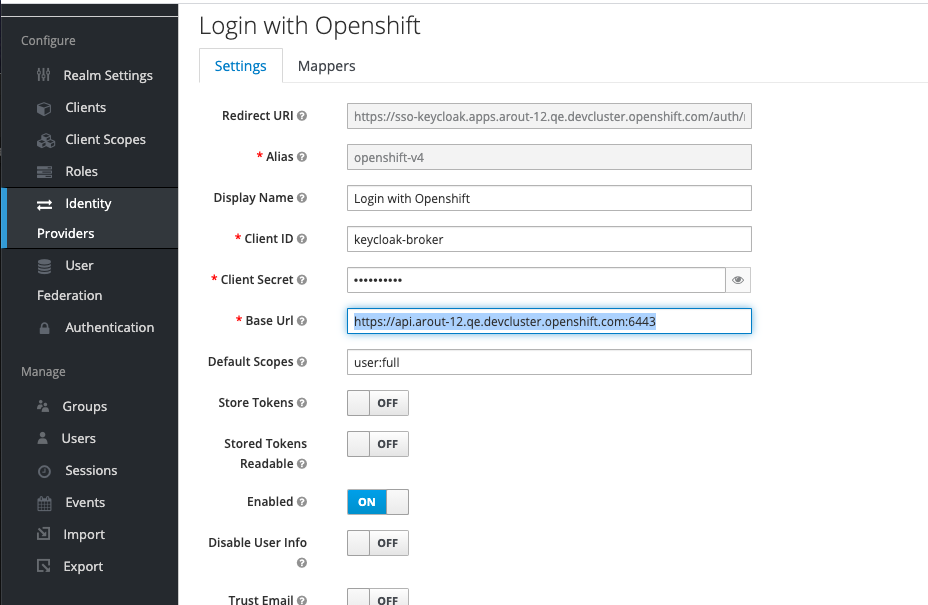 Login with Openshift
Configure
Realm Settings
Clients
Client Scopes
Roles
Identity
Providers
User
Federation
Authentication
Manage
Groups
Users
Sessions
Events
Import
Export
Settings
Mappers
Redirect URI
https://sso-keycloak.apps.arout-12.qe.devcluster.openshift.com/auth/
* Alias
openshift-v4
Display Name
Login with Openshift
* Client ID
keycloak-broker
* Client Secret
••••••••••
* Base Url
https://api.arout-12.qe.devcluster.openshift.com:6443
Default Scopes
user:full
Store Tokens
OFF
Stored Tokens
Readable
OFF
Enabled
ON
Disable User Info
OFF
Trust Email
OFF